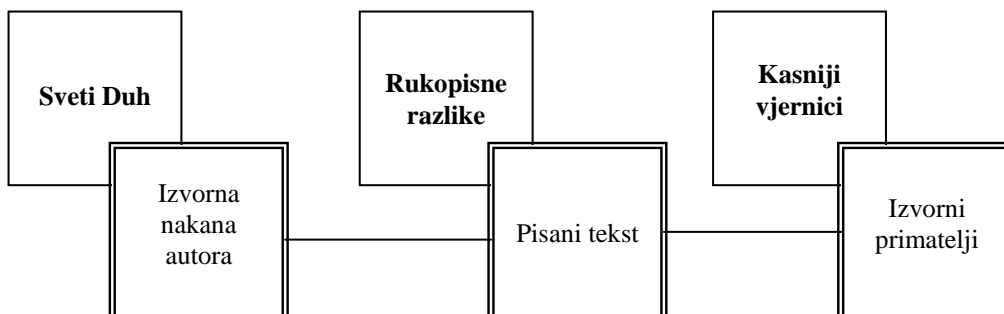 Sveti Duh
Rukopisne
razlike
Kasniji
vjernici
Izvorna
nakana
autora
Pisani tekst
Izvorni
primatelji